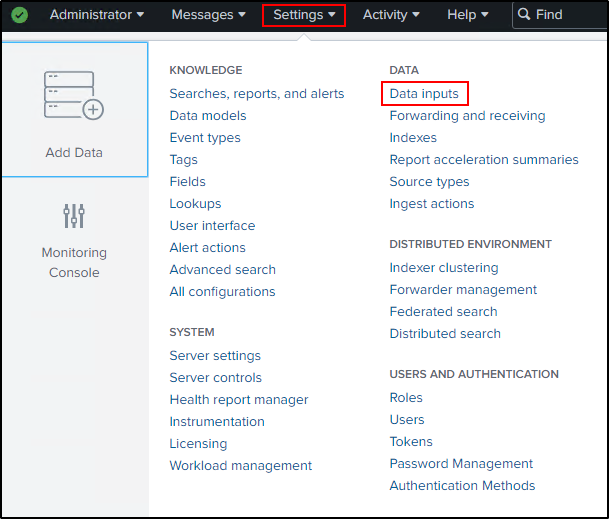 Administrator Messages Settings Activity Help Find
Add Data
Monitoring
Console
KNOWLEDGE
Searches, reports, and alerts
Data models
Event types
Tags
Fields
Lookups
User interface
Alert actions
Advanced search
All configurations
SYSTEM
Server settings
Server controls
Health report manager
Instrumentation
Licensing
Workload management
DATA
Data inputs
Forwarding and receiving
Indexes
Report acceleration summaries
Source types
Ingest actions
DISTRIBUTED ENVIRONMENT
Indexer clustering
Forwarder management
Federated search
Distributed search
USERS AND AUTHENTICATION
Roles
Users
Tokens
Password Management
Authentication Methods